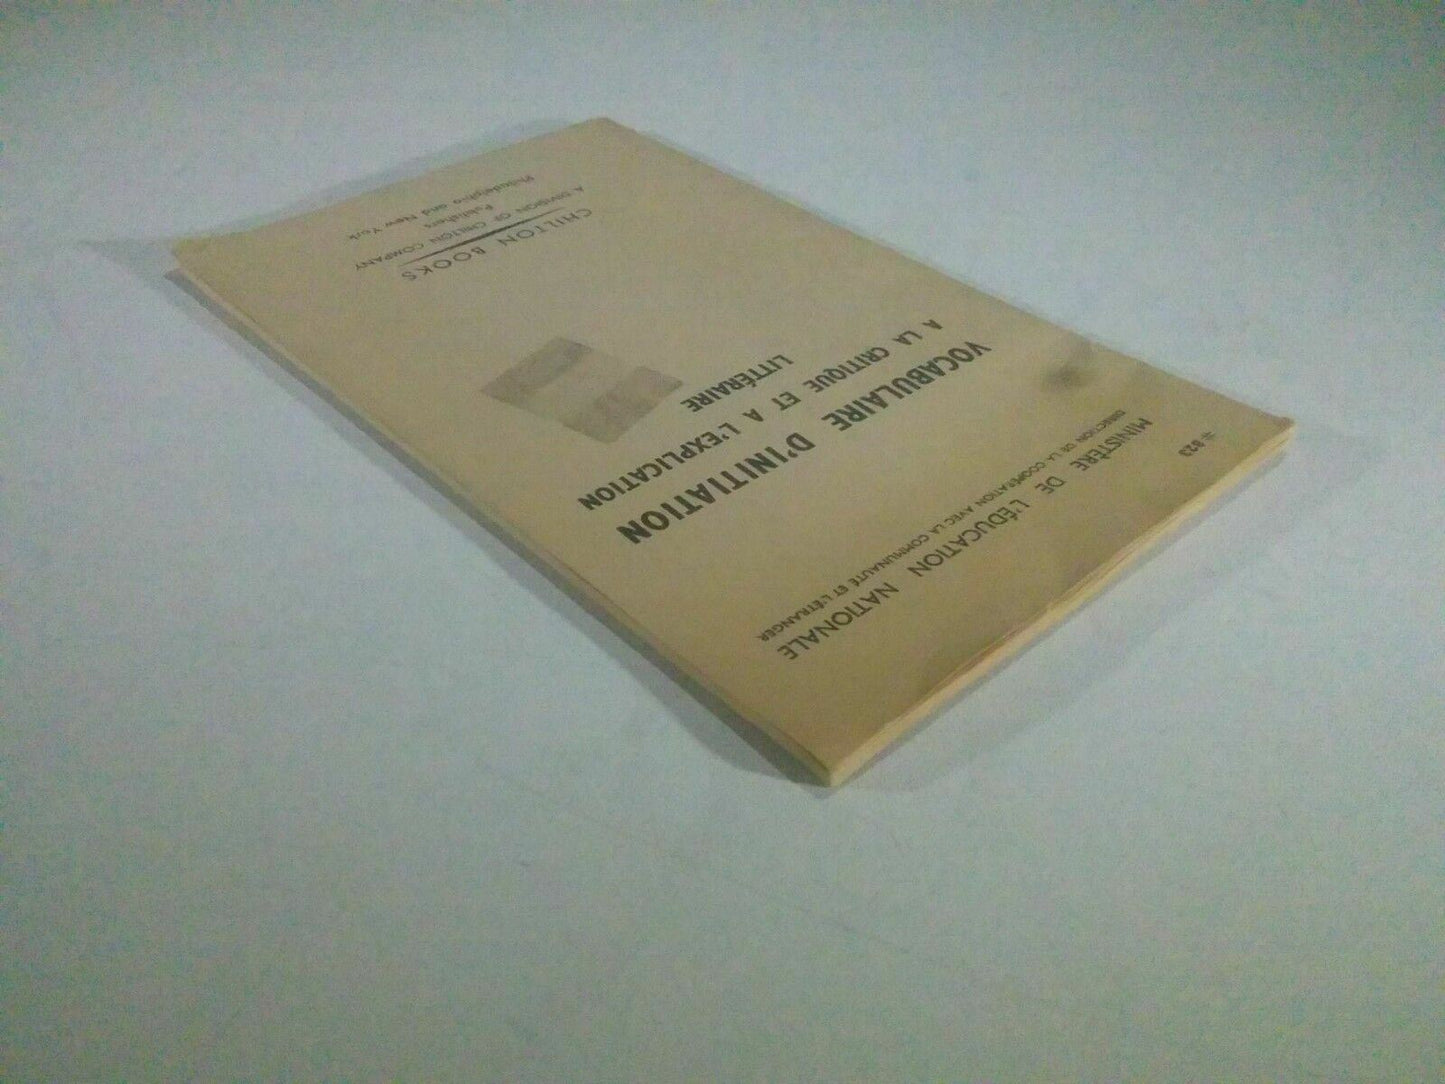 # 823
MINISTÈRE DE L'ÉDUCATION NATIONALE
DIRECTION DE LA COOPÉRATION AVEC LA COMMUNAUTÉ ET L'ÉTRANGER
VOCABULAIRE D'INITIATION
A LA CRITIQUE ET A L'EXPLICATION
LITTÉRAIRE
CHILTON BOOKS
A DIVISION OF CHILTON COMPANY
Publishers
Philadelphia and New York